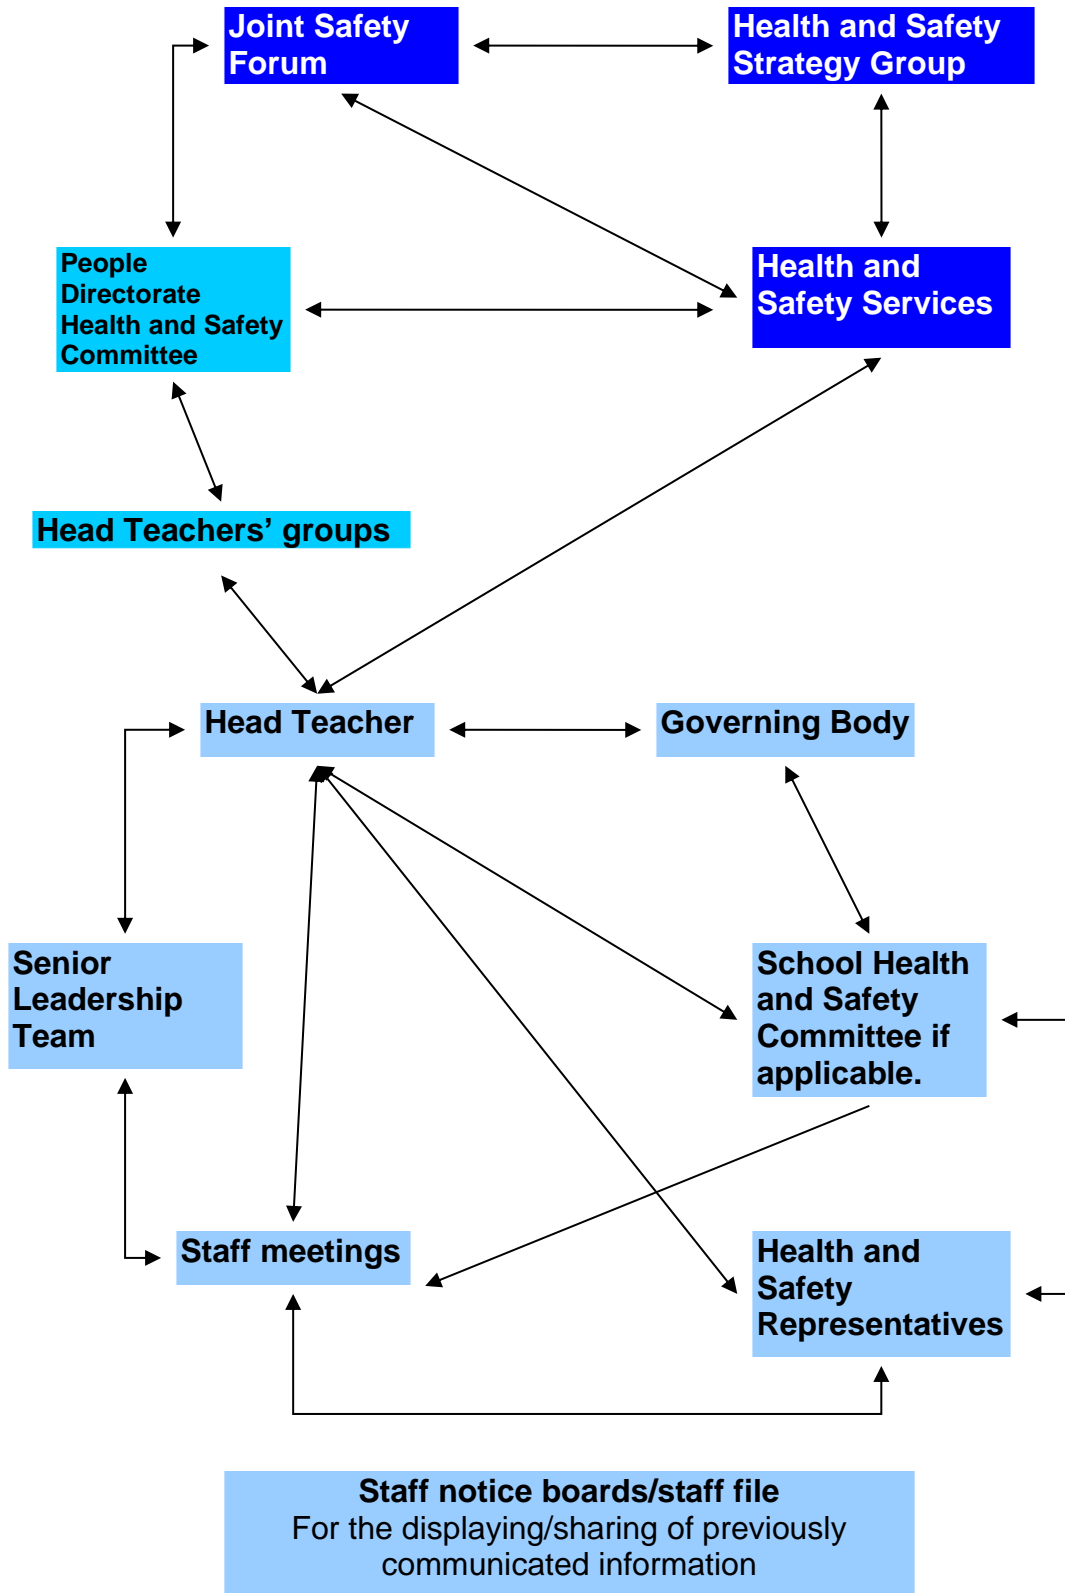 Joint Safety
Forum
Health and Safety
Strategy Group
People
Directorate
Health and Safety
Committee
Health and
Safety Services
Head Teachers’ groups
Head Teacher
Governing Body
Senior
Leadership
Team
School Health
and Safety
Committee if
applicable.
Staff meetings
Health and
Safety
Representatives
Staff notice boards/staff file
For the displaying/sharing of previously
communicated information